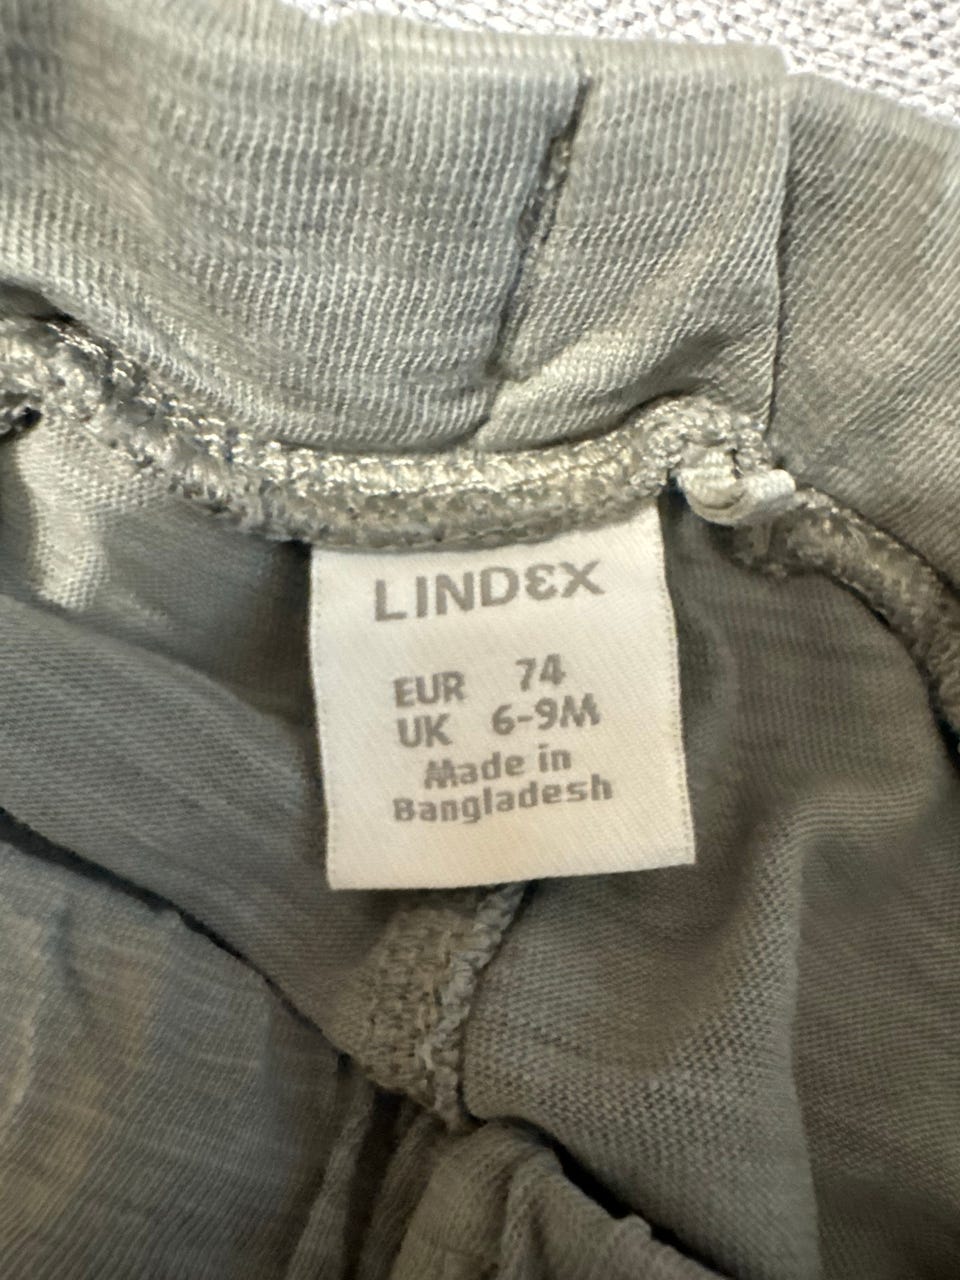 LINDEX
EUR 74
UK 6-9M
Made in
Bangladesh